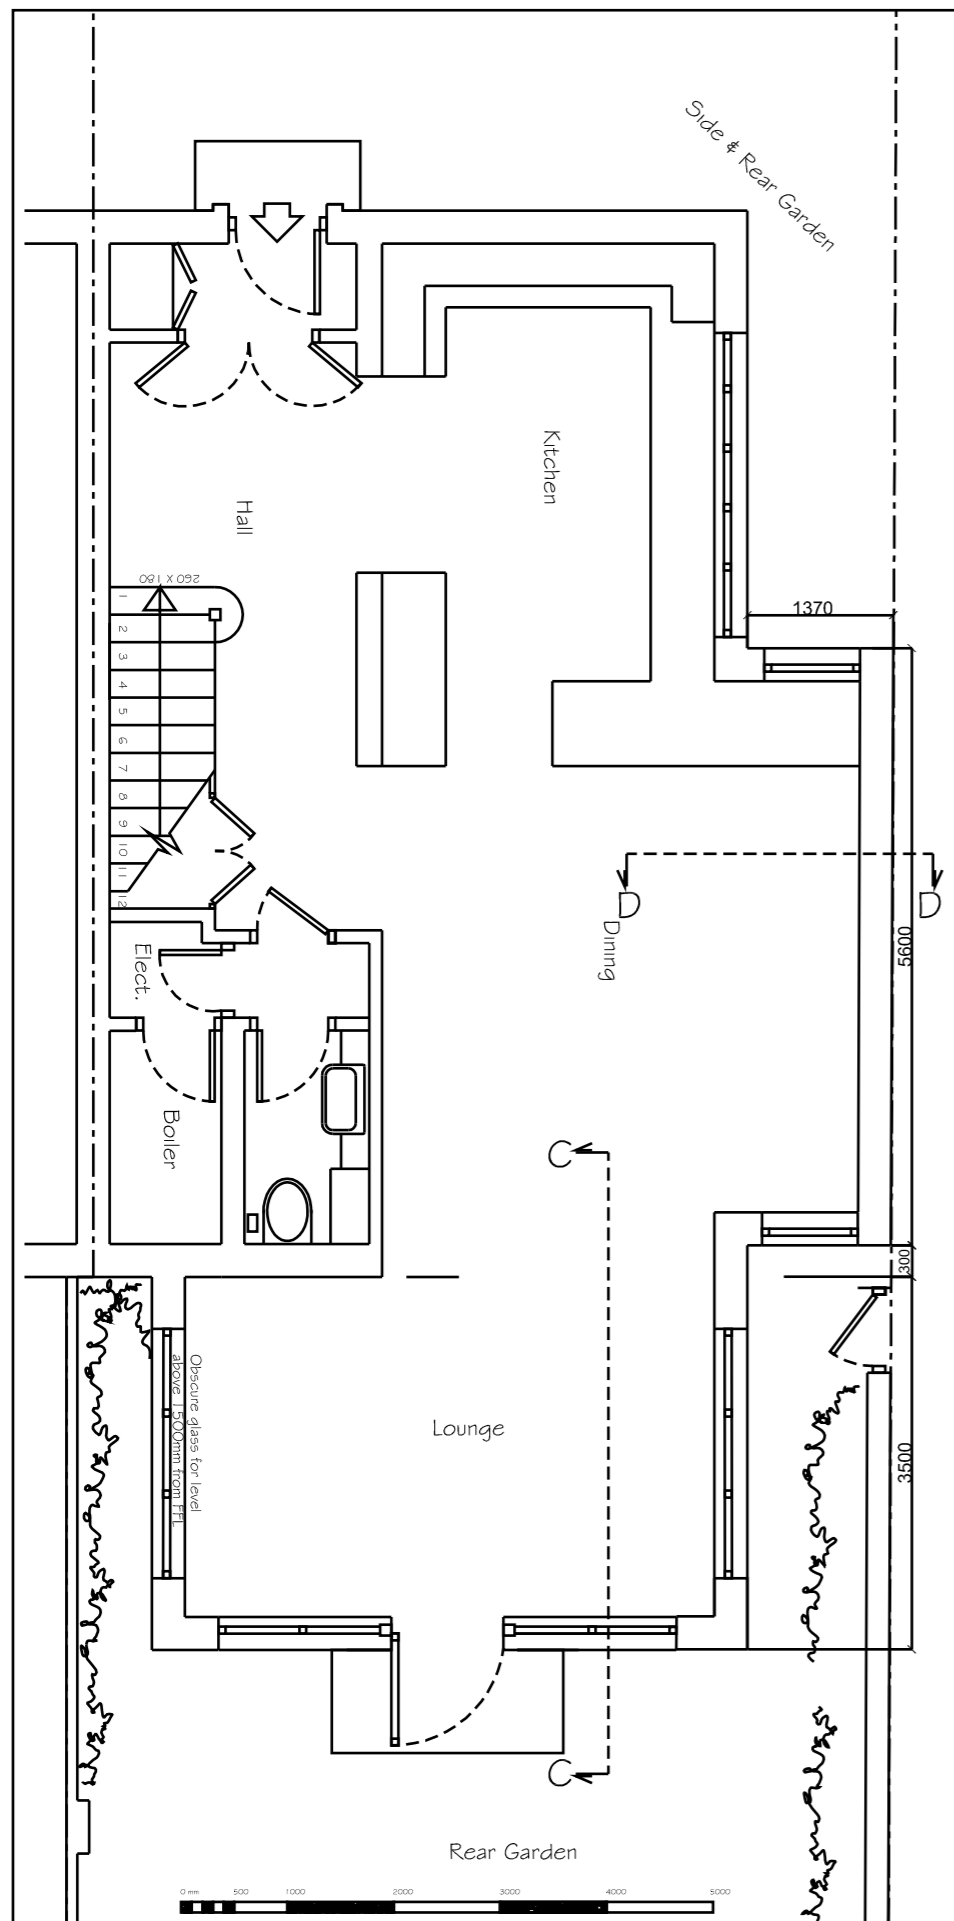 Side & Rear Garden
Kitchen
Hall
260 X 180
1
2
3
4
5
6
7
8
9
10
11
12
1370
D
D
Dining
5600
Elect.
Boiler
C
300
Obscure glass for level
above 1500mm from FFL
Lounge
3500
C
Rear Garden
0 mm 500 1000 2000 3000 4000 5000